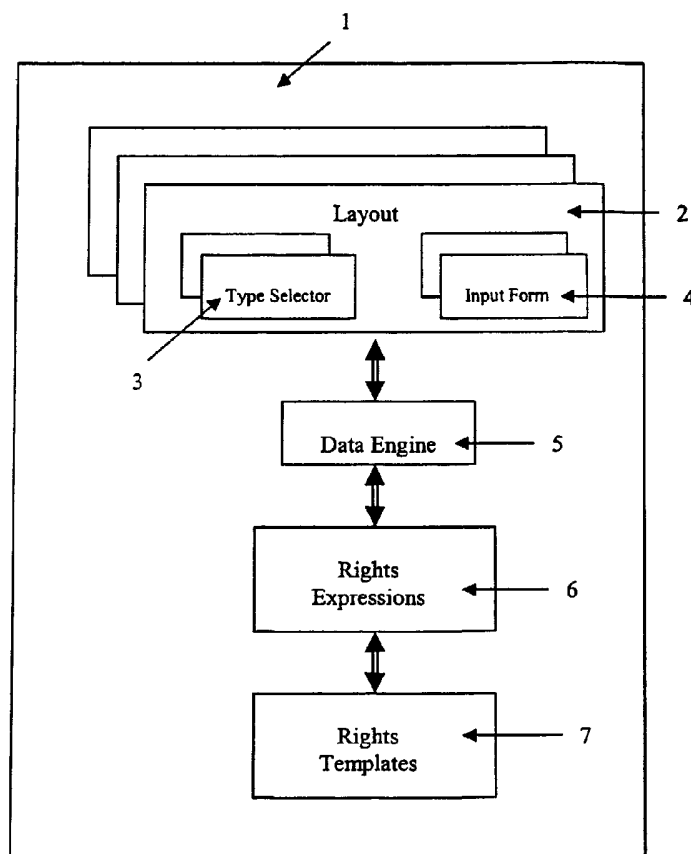 1
Layout
2
Type Selector
Input Form
4
3
Data Engine
5
Rights
Expressions
6
Rights
Templates
7